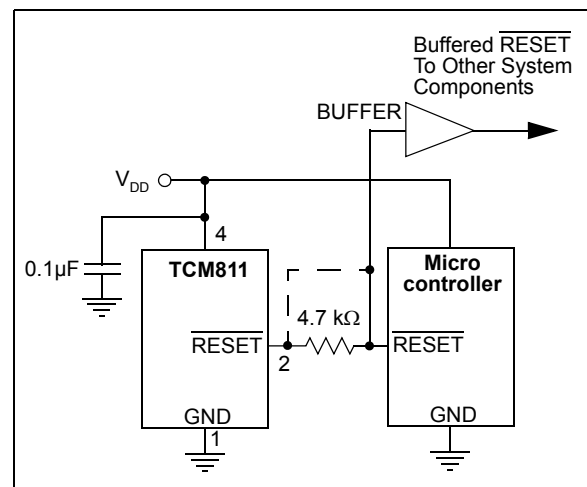 Buffered RESET
To Other System
Components
BUFFER
VDD
4
0.1µF
TCM811
Micro
controller
4.7 kΩ
RESET
2
RESET
GND
1
GND